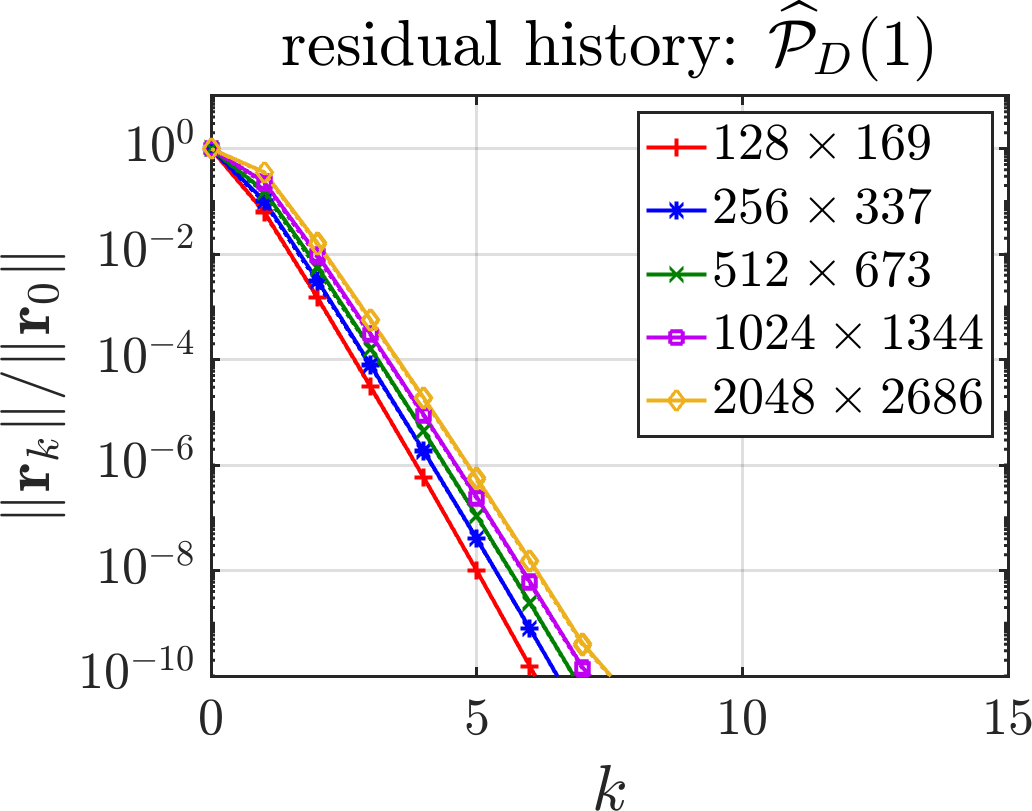 residual history: $\widehat{\mathcal{P}}_D(1)$
$\|\mathbf{r}_k\|/\|\mathbf{r}_0\|$
$10^0$
$10^{-2}$
$10^{-4}$
$10^{-6}$
$10^{-8}$
$10^{-10}$
128 × 169
256 × 337
512 × 673
1024 × 1344
2048 × 2686
0 5 10 15
$k$